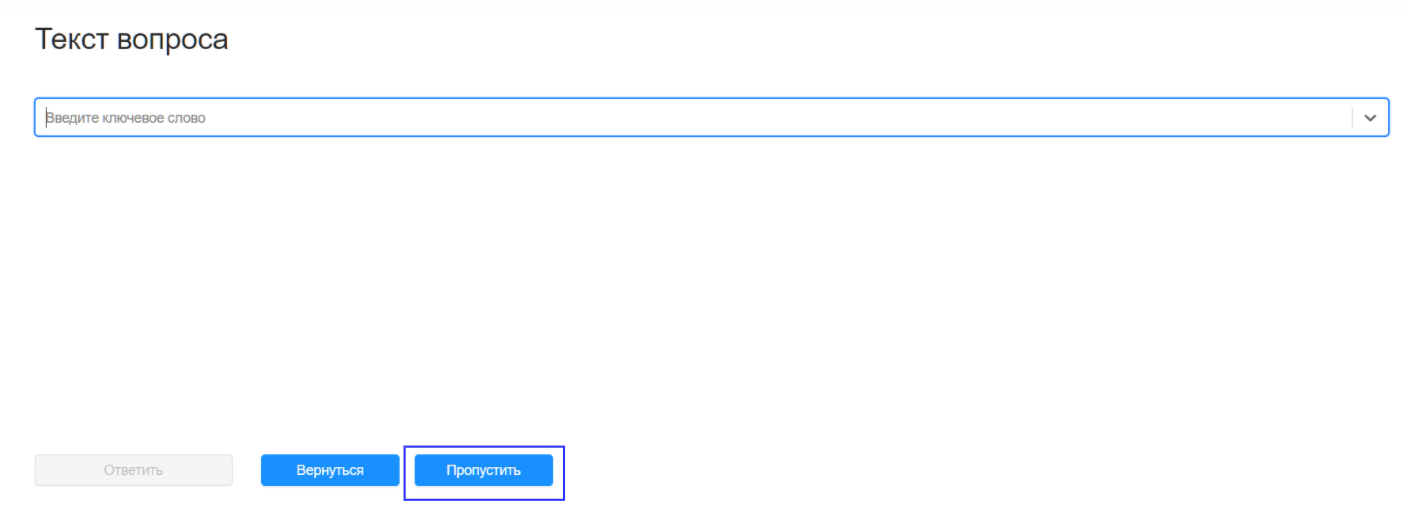 Текст вопроса
Введите ключевое слово
Ответить Вернуться Пропустить